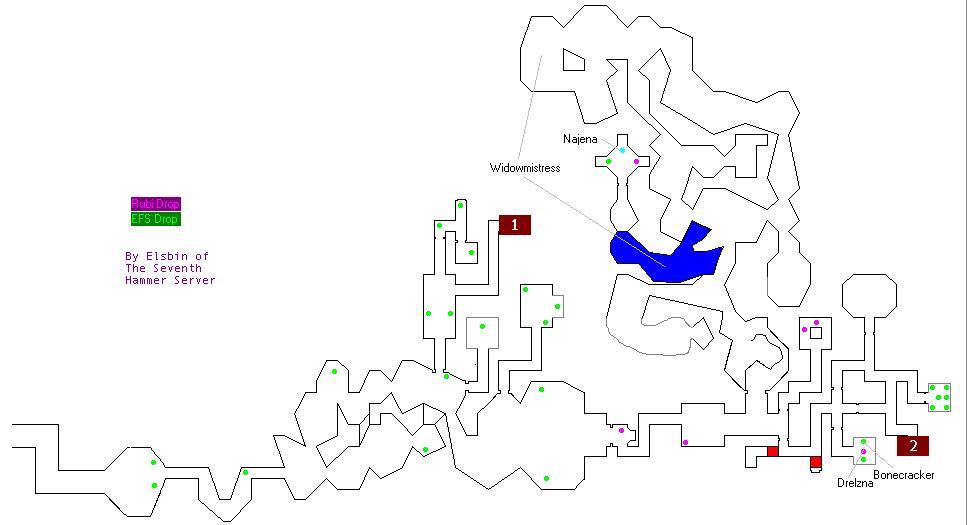 Najena
Widowmistress
Rubi Drop
EFS Drop
1
By Elsbin of
The Seventh
Hammer Server
2
Bonecracker
Drelzna